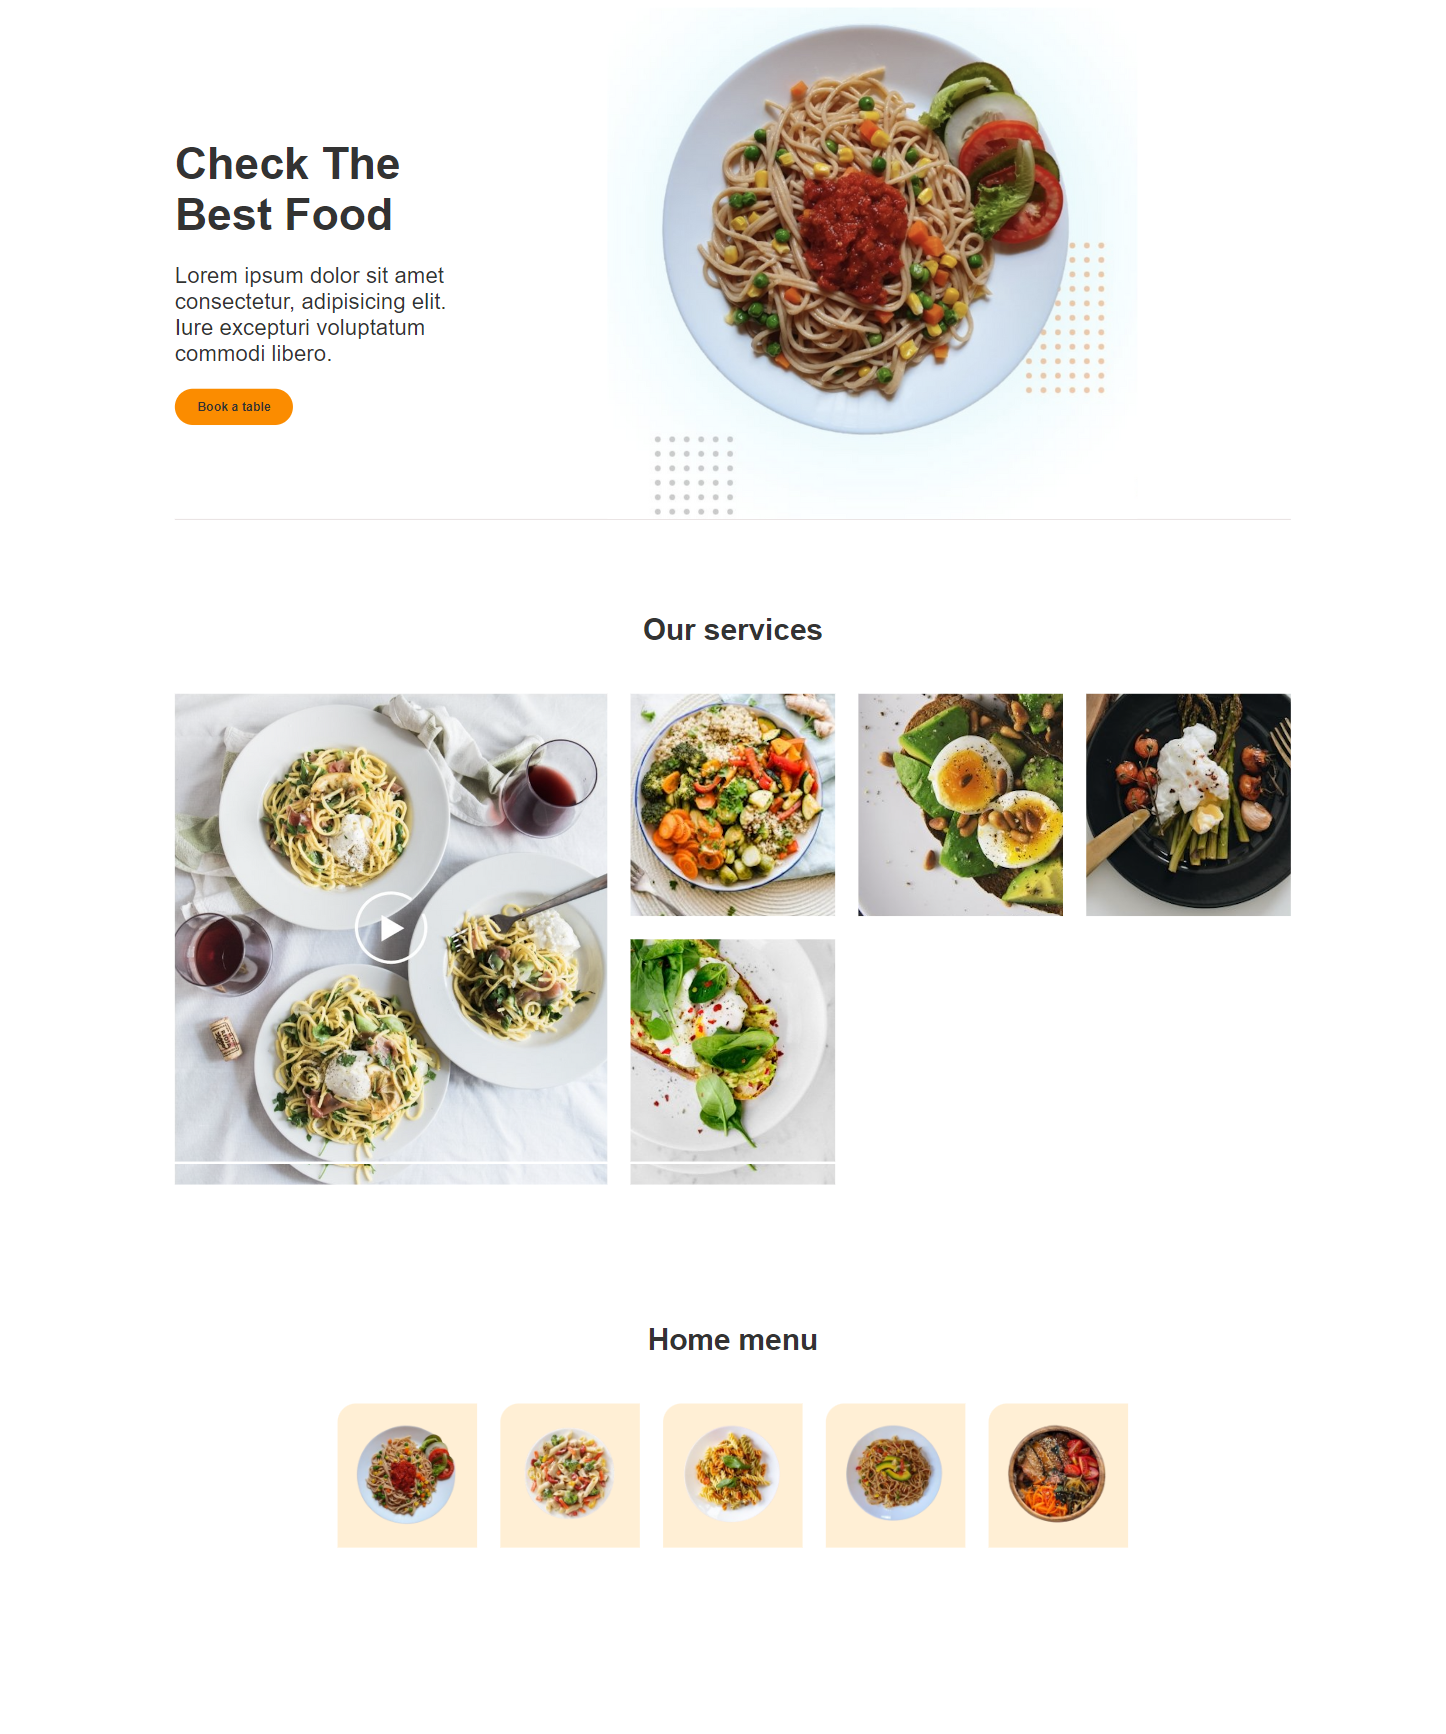 Check The
Best Food
Lorem ipsum dolor sit amet
consectetur, adipisicing elit.
Iure excepturi voluptatum
commodi libero.
Book a table
Our services
Home menu